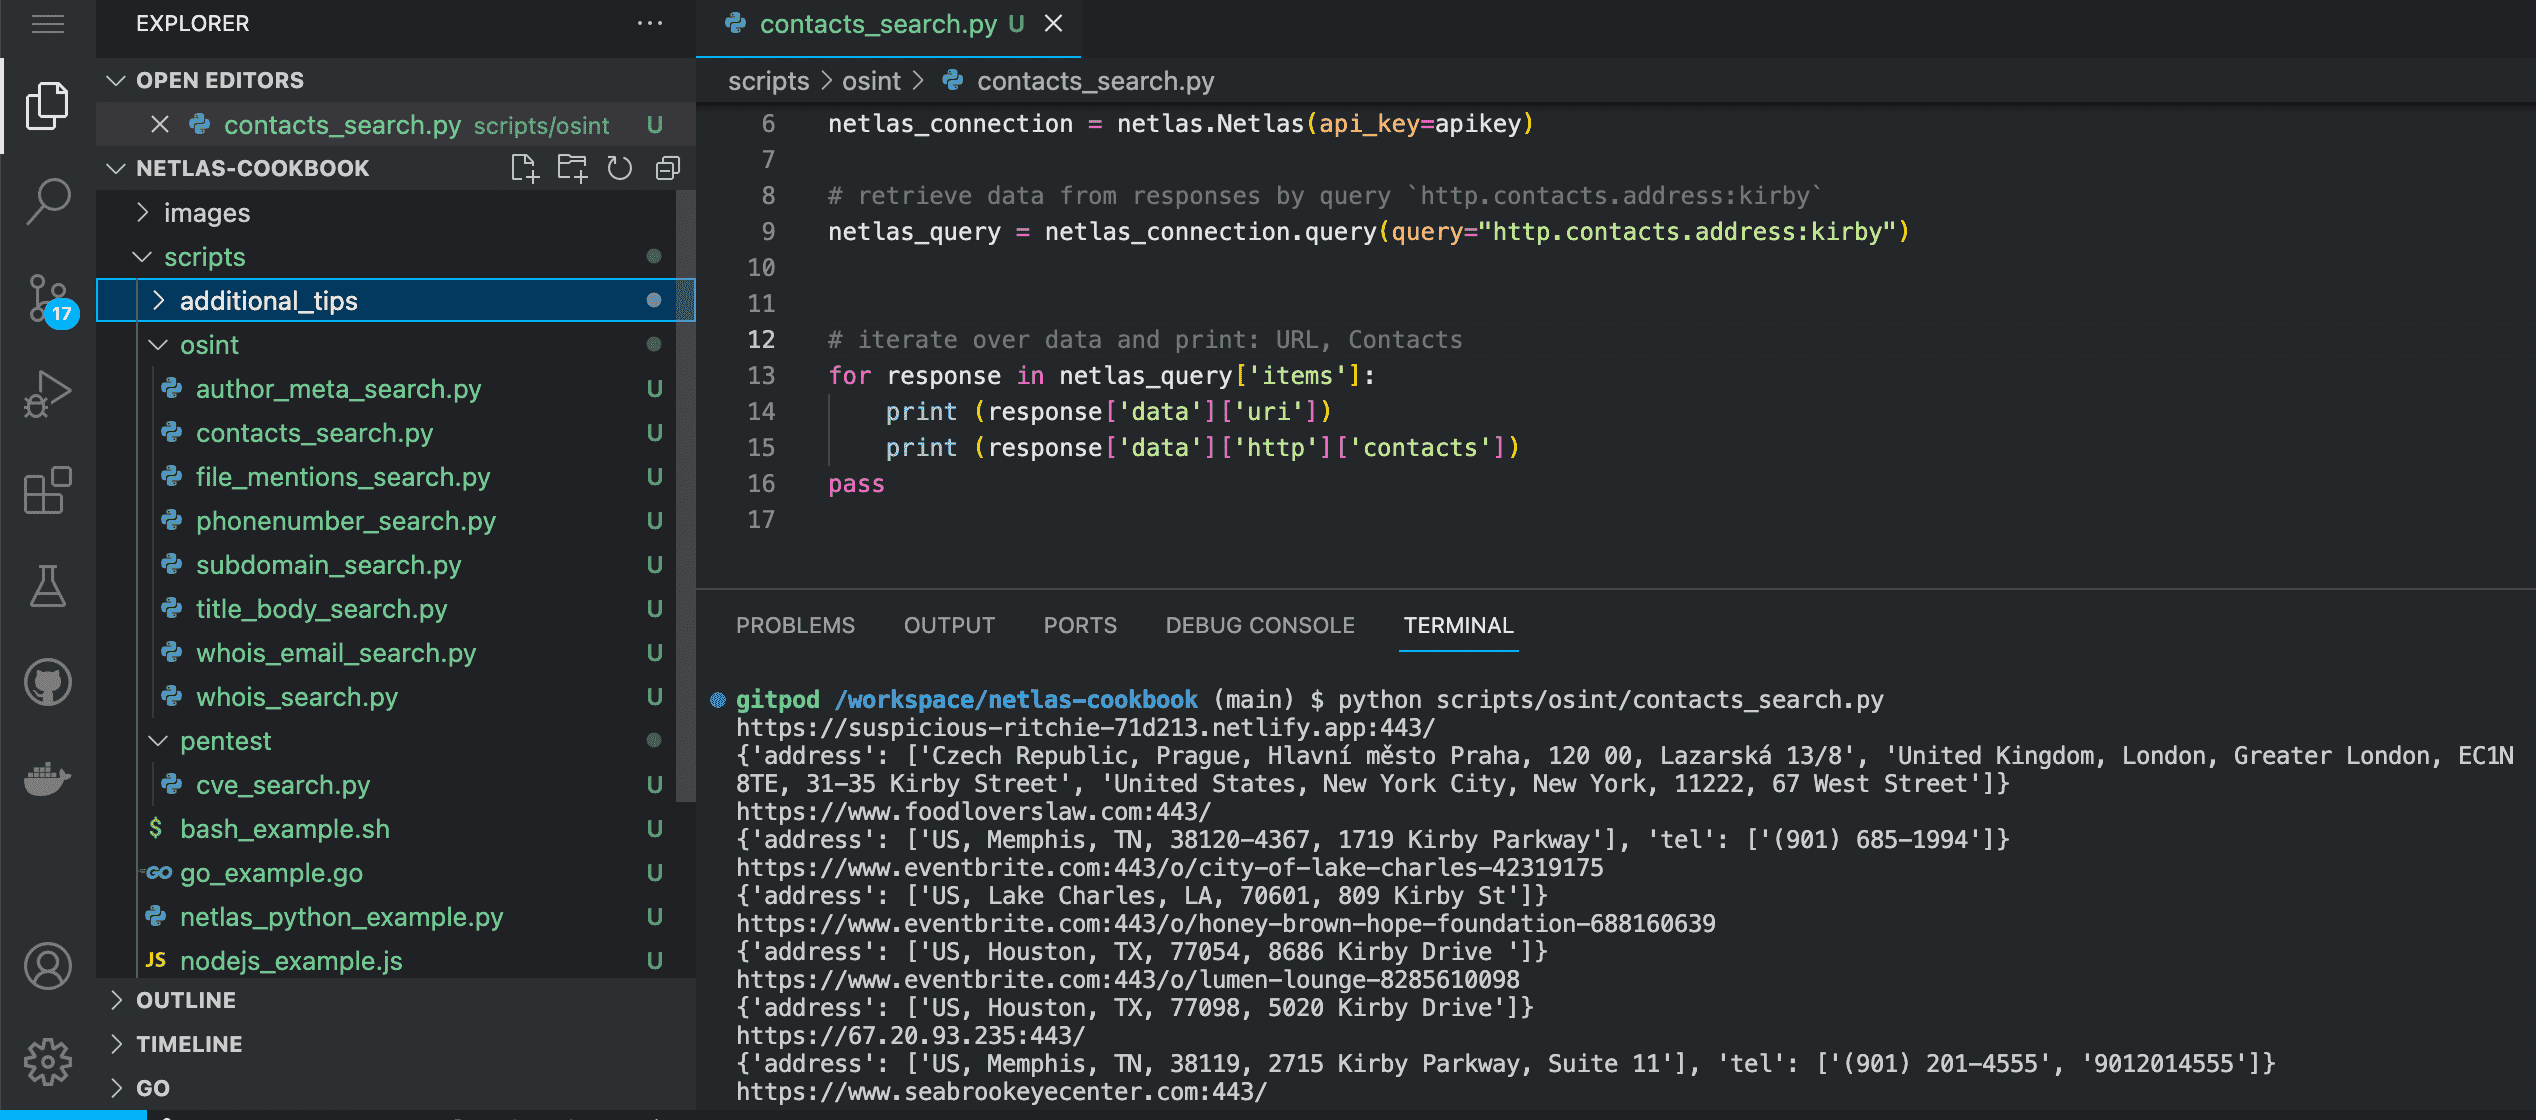 EXPLORER
OPEN EDITORS
contacts_search.py scripts/osint U
NETLAS-COOKBOOK
images
scripts
additional_tips
osint
author_meta_search.py U
contacts_search.py U
file_mentions_search.py U
phonenumber_search.py U
subdomain_search.py U
title_body_search.py U
whois_email_search.py U
whois_search.py U
pentest
cve_search.py U
$ bash_example.sh U
GO go_example.go U
netlas_python_example.py U
JS nodejs_example.js U
OUTLINE
TIMELINE
GO
17
contacts_search.py U
scripts > osint > contacts_search.py
6 netlas_connection = netlas.Netlas(api_key=apikey)
7
8 # retrieve data from responses by query `http.contacts.address:kirby`
9 netlas_query = netlas_connection.query(query="http.contacts.address:kirby")
10
11
12 # iterate over data and print: URL, Contacts
13 for response in netlas_query['items']:
14 print (response['data']['uri'])
15 print (response['data']['http']['contacts'])
16 pass
17
PROBLEMS OUTPUT PORTS DEBUG CONSOLE TERMINAL
gitpod /workspace/netlas-cookbook (main) $ python scripts/osint/contacts_search.py
https://suspicious-ritchie-71d213.netlify.app:443/
{'address': ['Czech Republic, Prague, Hlavní město Praha, 120 00, Lazarská 13/8', 'United Kingdom, London, Greater London, EC1N
8TE, 31-35 Kirby Street', 'United States, New York City, New York, 11222, 67 West Street']}
https://www.foodloverslaw.com:443/
{'address': ['US, Memphis, TN, 38120-4367, 1719 Kirby Parkway'], 'tel': ['(901) 685-1994']}
https://www.eventbrite.com:443/o/city-of-lake-charles-42319175
{'address': ['US, Lake Charles, LA, 70601, 809 Kirby St']}
https://www.eventbrite.com:443/o/honey-brown-hope-foundation-688160639
{'address': ['US, Houston, TX, 77054, 8686 Kirby Drive ']}
https://www.eventbrite.com:443/o/lumen-lounge-8285610098
{'address': ['US, Houston, TX, 77098, 5020 Kirby Drive']}
https://67.20.93.235:443/
{'address': ['US, Memphis, TN, 38119, 2715 Kirby Parkway, Suite 11'], 'tel': ['(901) 201-4555', '9012014555']}
https://www.seabrookeyecenter.com:443/